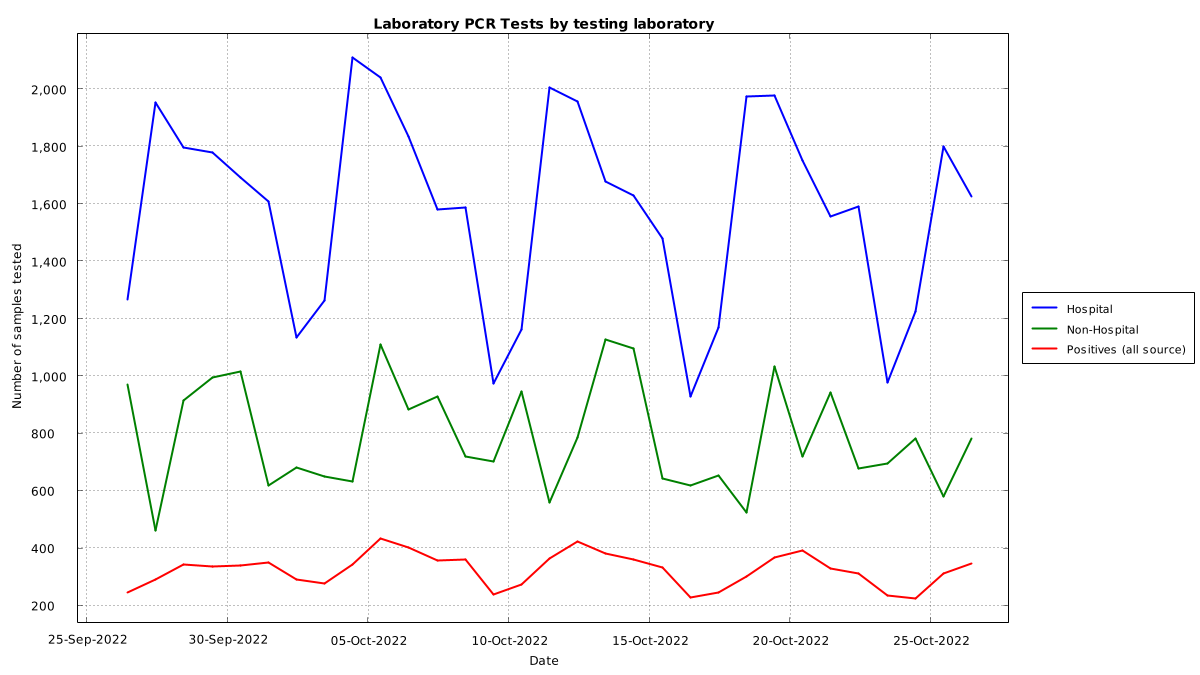 Laboratory PCR Tests by testing laboratory
Number of samples tested
2,000
1,800
1,600
1,400
1,200
1,000
800
600
400
200
25-Sep-2022 30-Sep-2022 05-Oct-2022 10-Oct-2022 15-Oct-2022 20-Oct-2022 25-Oct-2022
Date
Hospital
Non-Hospital
Positives (all source)